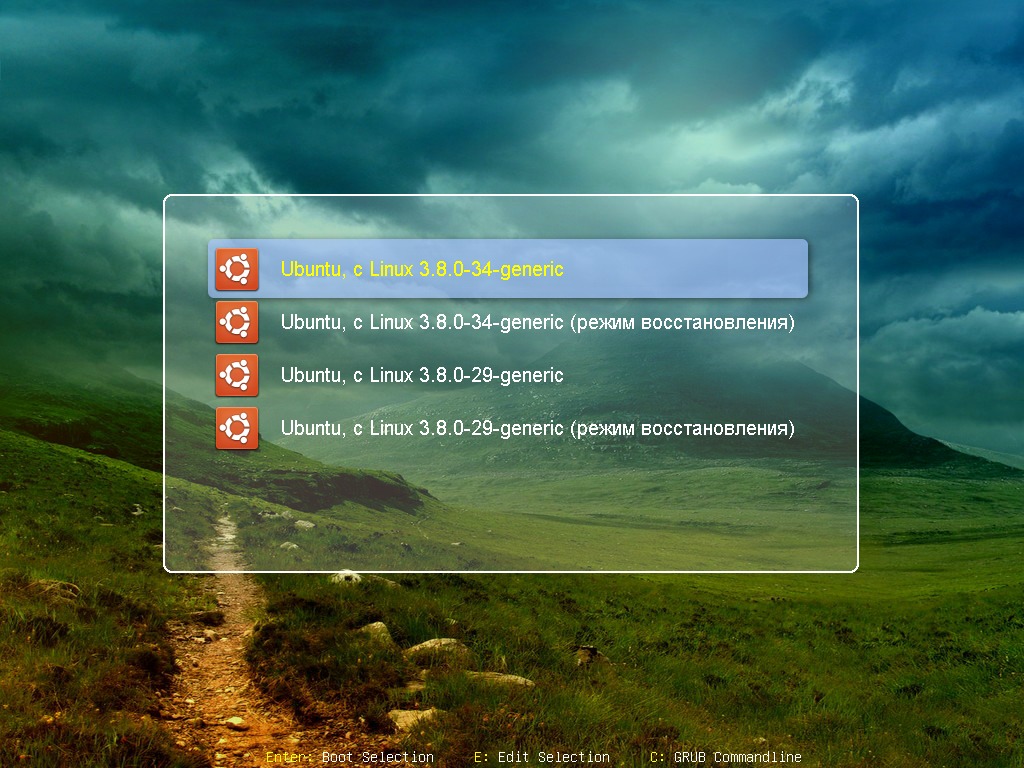 Ubuntu, с Linux 3.8.0-34-generic
Ubuntu, с Linux 3.8.0-34-generic (режим восстановления)
Ubuntu, с Linux 3.8.0-29-generic
Ubuntu, с Linux 3.8.0-29-generic (режим восстановления)
Enter: Boot Selection E: Edit Selection C: GRUB Commandline